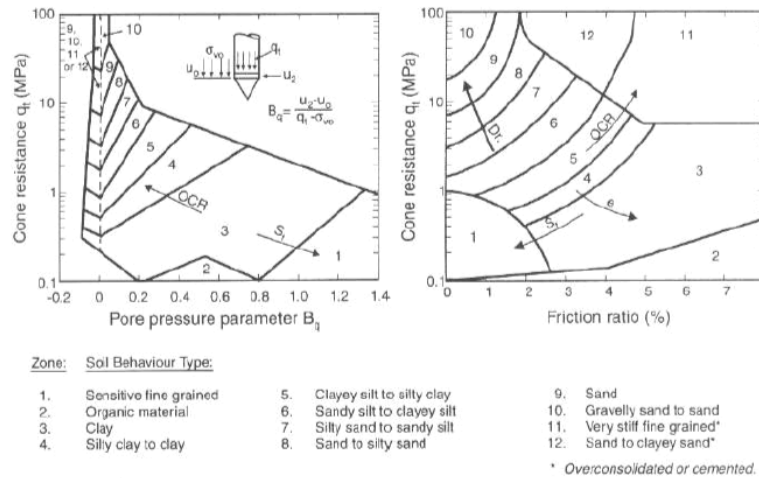 Cone resistance qt (MPa)
100
10
1
0.1
-0.2
0
0.2
0.4
0.6
0.8
1.0
1.2
1.4
Pore pressure parameter Bq
9,
10,
11
or 12
10
9
8
7
6
5
4
3
2
1
OCR
St
σvo
uo
qt
u2
Bq = u2-uo
qt -σvo
Cone resistance qt (MPa)
100
10
1
0.1
0
1
2
3
4
5
6
7
Friction ratio (%)
10
9
8
7
6
5
4
3
2
1
12
11
Dr.
OCR
e
St
Zone: Soil Behaviour Type:
1. Sensitive fine grained
2. Organic material
3. Clay
4. Silly clay to clay
5. Clayey silt to silty clay
6. Sandy silt to clayey silt
7. Silty sand to sandy silt
8. Sand to silty sand
9. Sand
10. Gravelly sand to sand
11. Very stiff fine grained*
12. Sand to clayey sand*
* Overconsolidated or cemented.